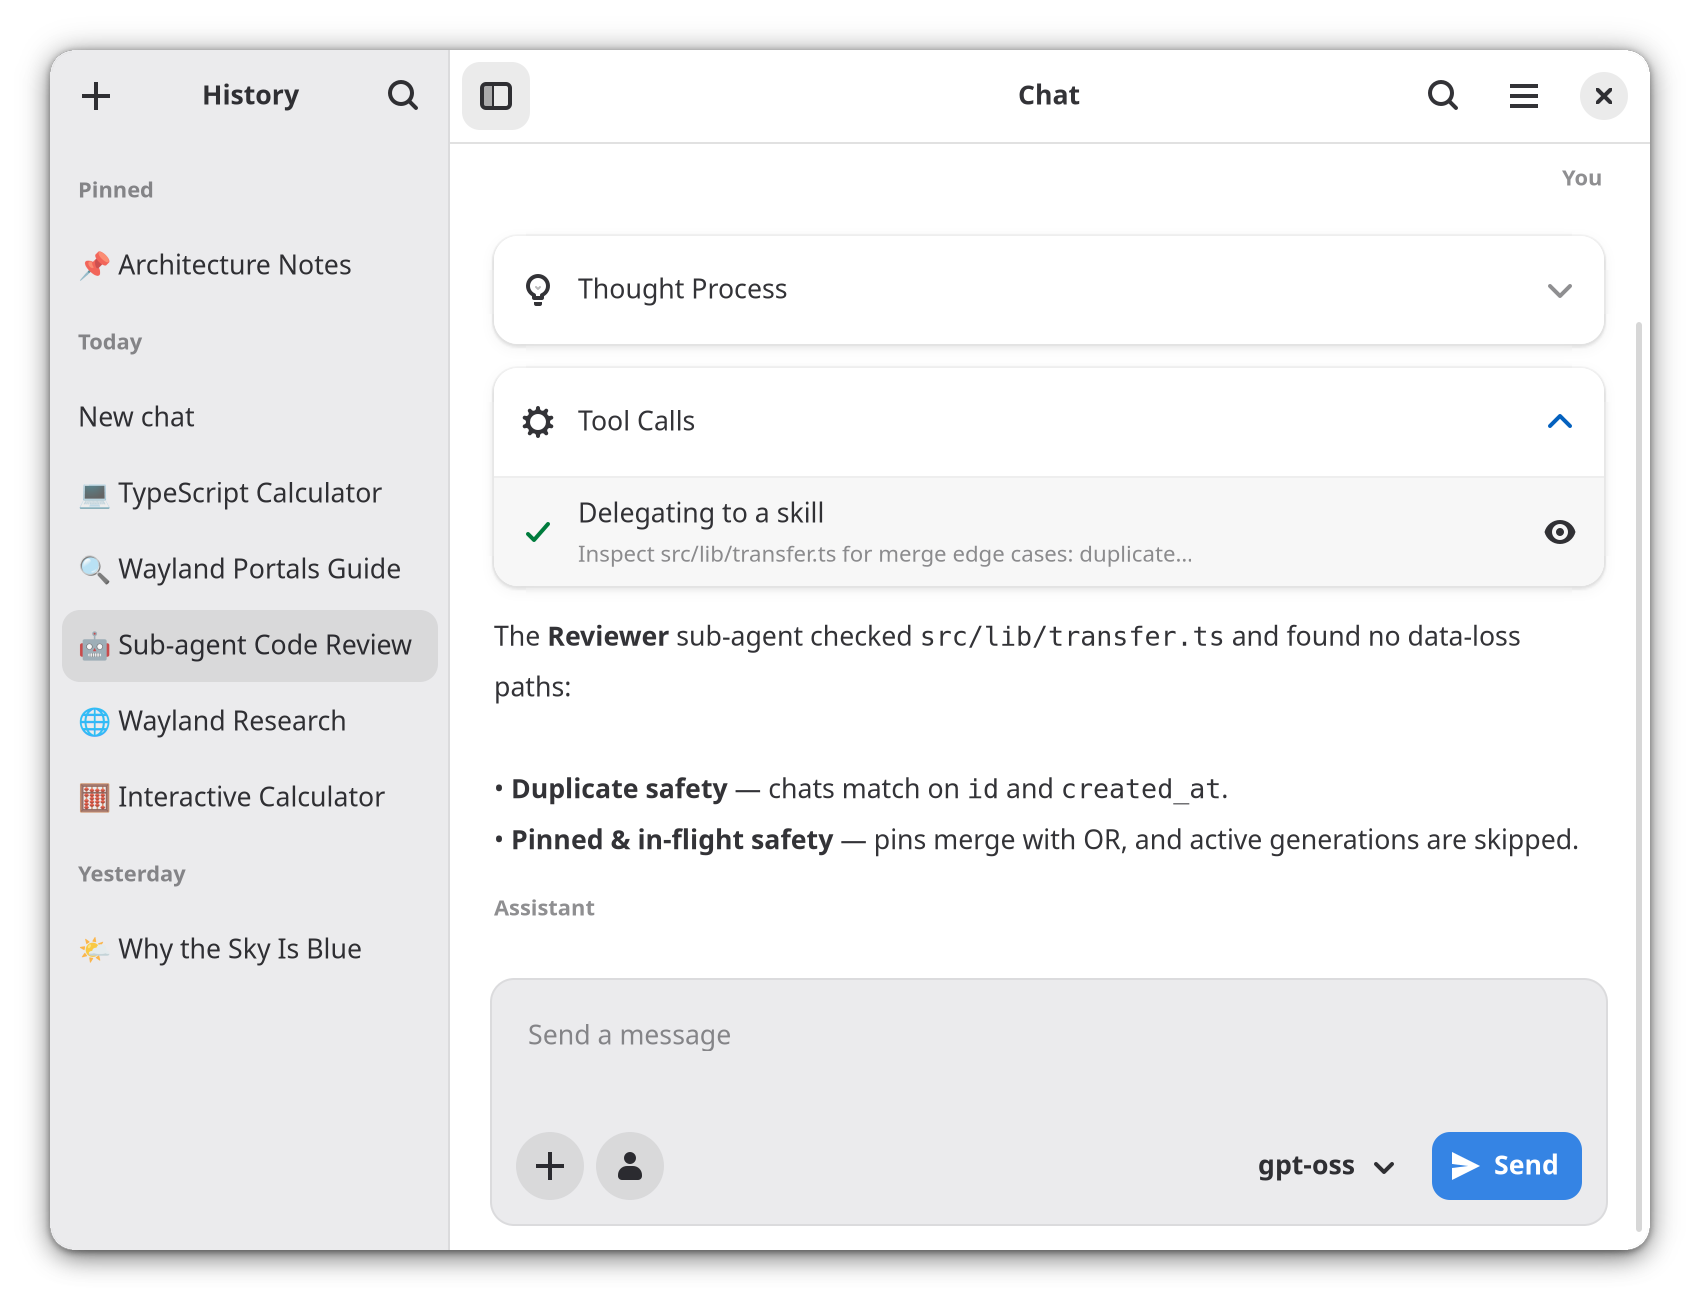 History
Chat
Pinned
📌 Architecture Notes
Today
New chat
💻 TypeScript Calculator
🔍 Wayland Portals Guide
🤖 Sub-agent Code Review
🌐 Wayland Research
🧮 Interactive Calculator
Yesterday
🌤️ Why the Sky Is Blue
You
Thought Process
Tool Calls
Delegating to a skill
Inspect src/lib/transfer.ts for merge edge cases: duplicate...
The Reviewer sub-agent checked src/lib/transfer.ts and found no data-loss
paths:
• Duplicate safety — chats match on id and created_at.
• Pinned & in-flight safety — pins merge with OR, and active generations are skipped.
Assistant
Send a message
gpt-oss
Send